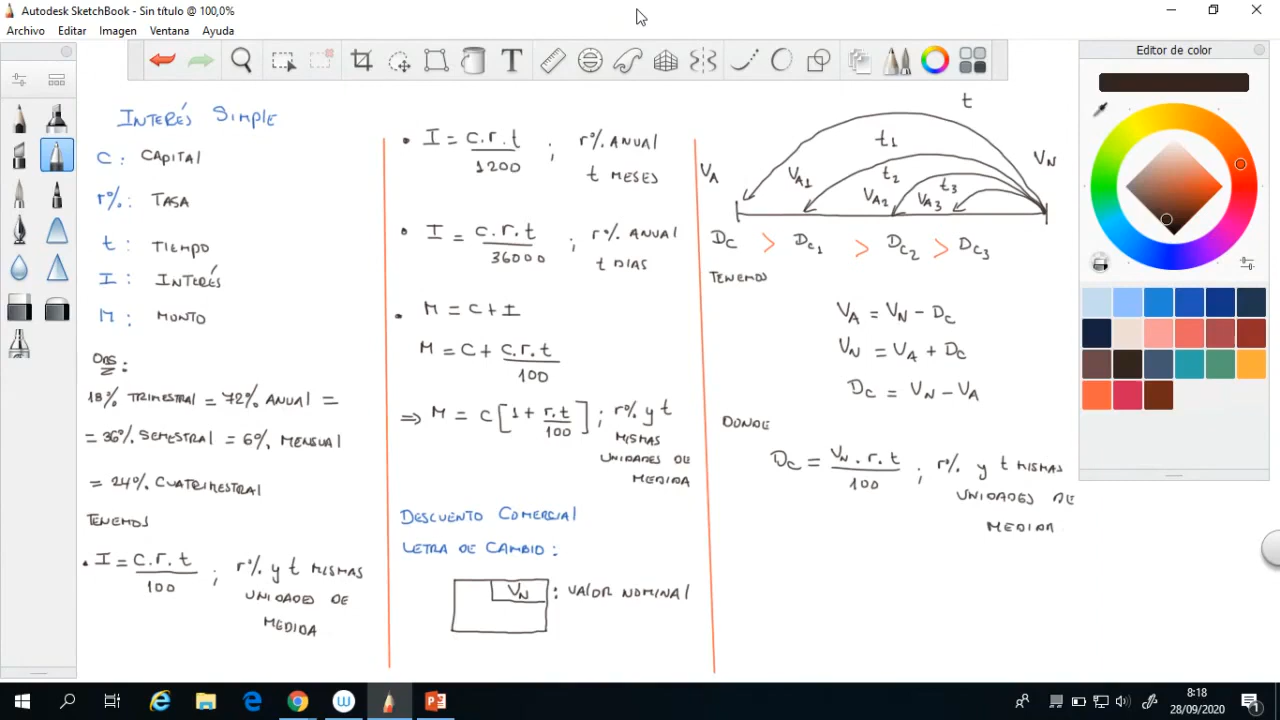 Autodesk SketchBook - Sin título @ 100,0%
Archivo Editar Imagen Ventana Ayuda
Editor de color
INTERÉS SIMPLE
C: CAPITAL
r%: TASA
t: TIEMPO
I: INTERÉS
M: MONTO
OBS:
18% TRIMESTRAL = 72% ANUAL =
= 36% SEMESTRAL = 6% MENSUAL
= 24% CUATRIMESTRAL
TENEMOS
• I = C.r.t / 100 ; r% y t MISMAS
UNIDADES DE
MEDIDA
• I = C.r.t / 1200 ; r% ANUAL
t MESES
• I = C.r.t / 36000 ; r% ANUAL
t DIAS
• M = C + I
M = C + C.r.t / 100
⇒ M = C [1 + r.t / 100] ; r% y t
MISMAS
UNIDADES DE
MEDIDA
DESCUENTO COMERCIAL
LETRA DE CAMBIO:
VN : VALOR NOMINAL
t
t1
VA VA1 t2 VN
VA2 t3
VA3
DC > DC1 > DC2 > DC3
TENEMOS
VA = VN - DC
VN = VA + DC
DC = VN - VA
DONDE
DC = VN.r.t / 100 ; r% y t MISMAS
UNIDADES DE
MEDIDA
8:18
28/09/2020